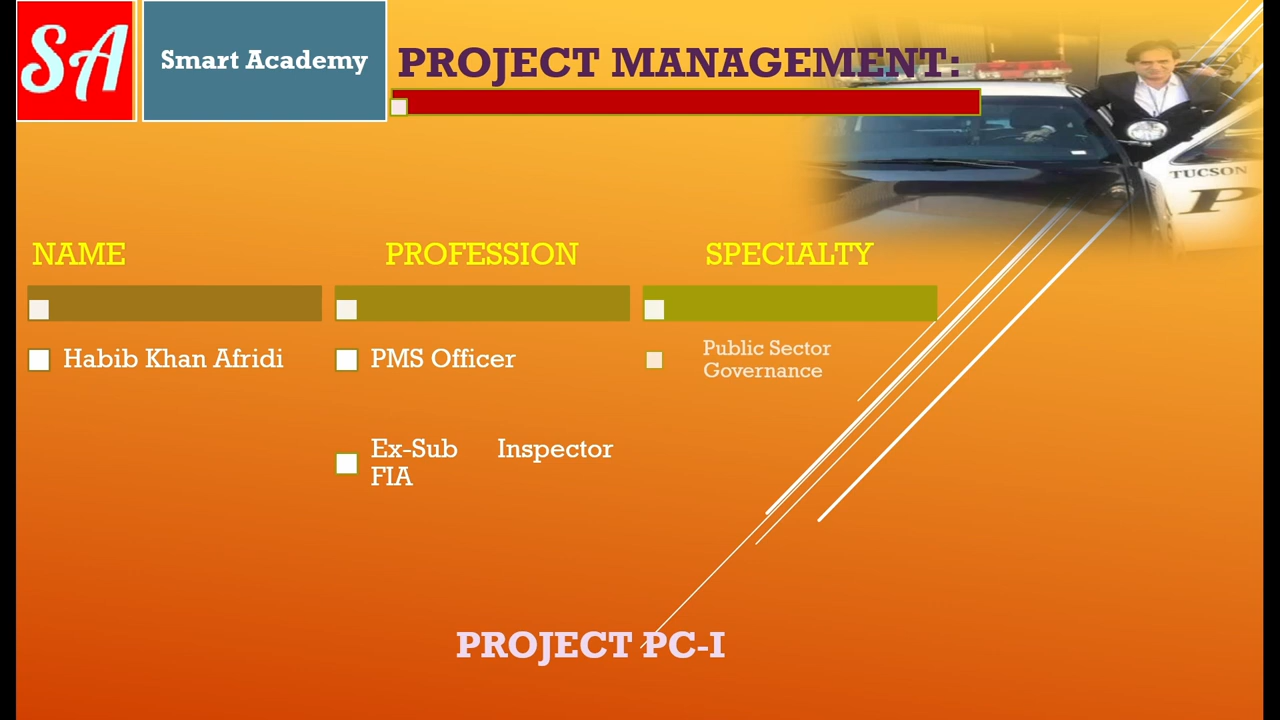 SA
Smart Academy
PROJECT MANAGEMENT:
TUCSON
P
NAME
PROFESSION
SPECIALTY
Habib Khan Afridi
PMS Officer
Public Sector
Governance
Ex-Sub Inspector
FIA
PROJECT PC-I